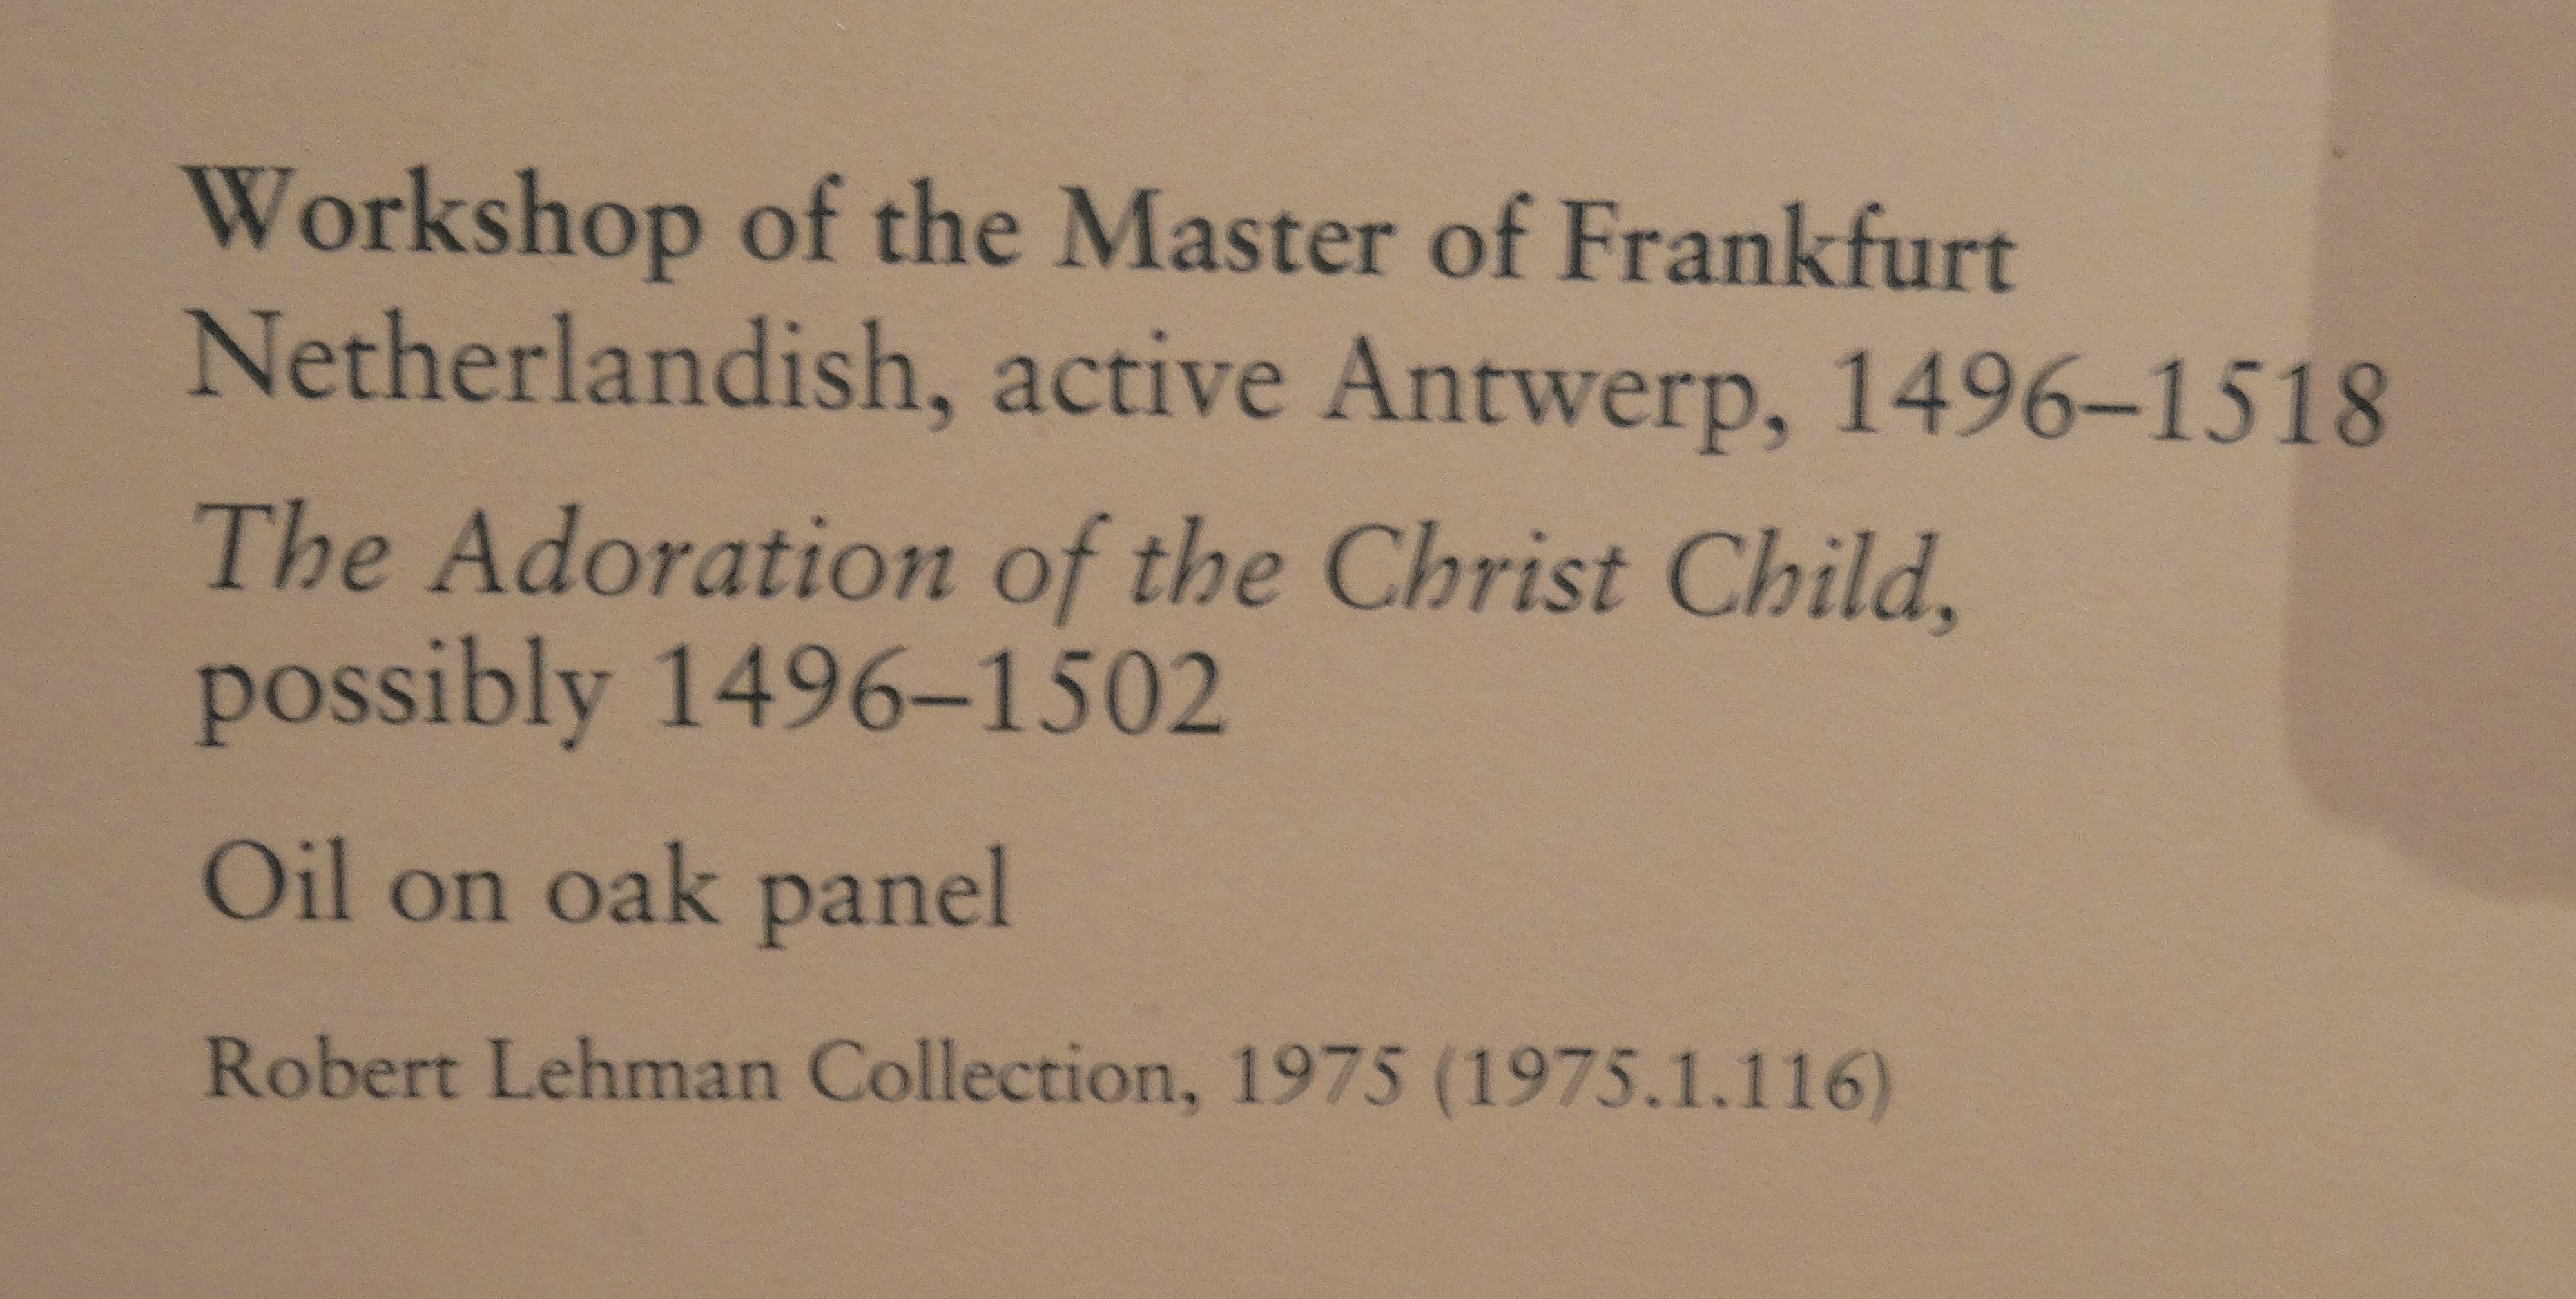 Workshop of the Master of Frankfurt
Netherlandish, active Antwerp, 1496–1518
The Adoration of the Christ Child,
possibly 1496–1502
Oil on oak panel
Robert Lehman Collection, 1975 (1975.1.116)